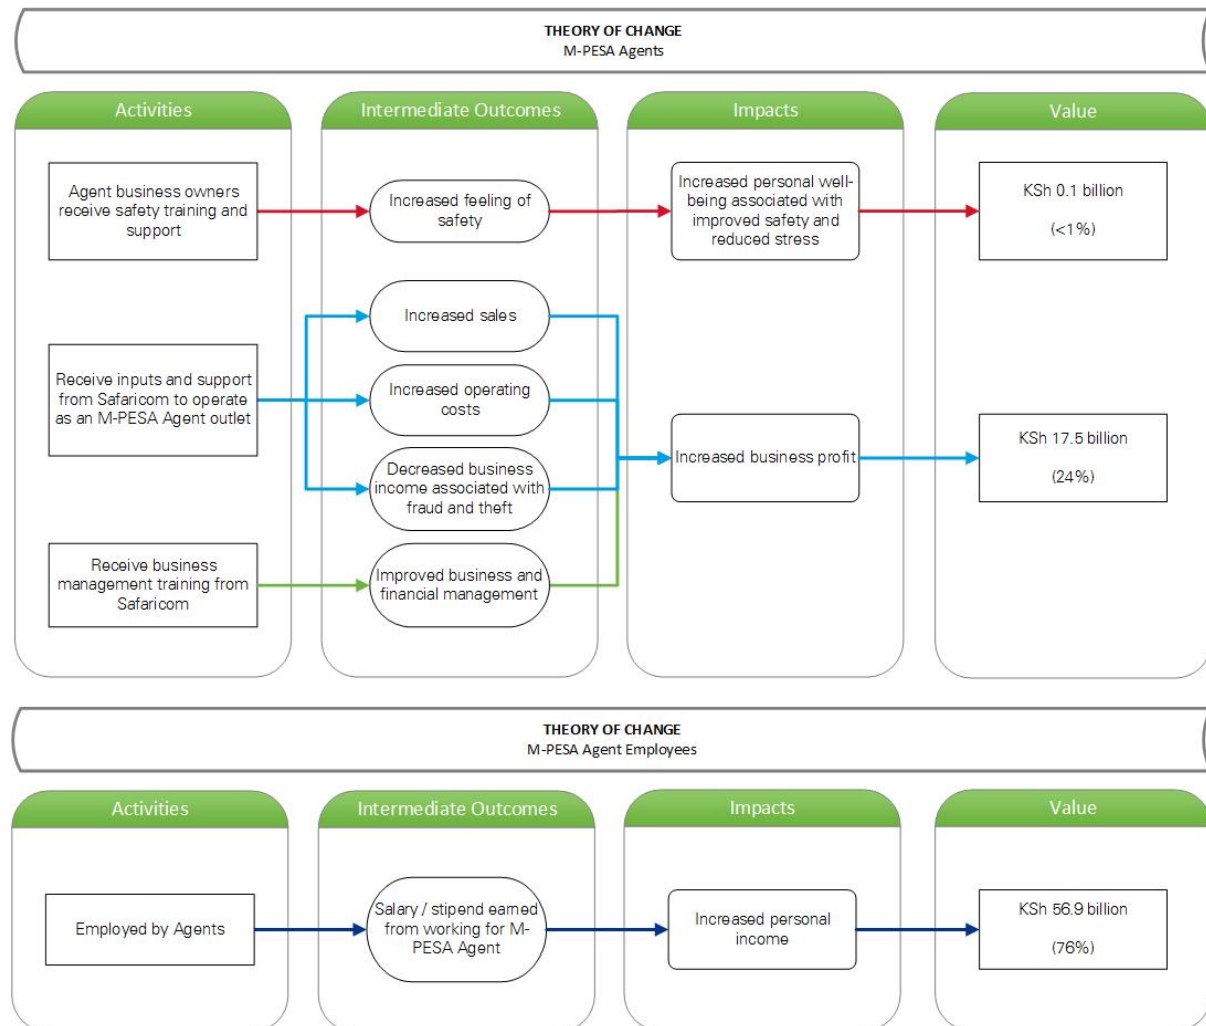 THEORY OF CHANGE
M-PESA Agents
Activities
Intermediate Outcomes
Impacts
Value
Agent business owners
receive safety training and
support
Increased feeling of
safety
Increased personal well-
being associated with
improved safety and
reduced stress
KSh 0.1 billion
(<1%)
Receive inputs and support
from Safaricom to operate
as an M-PESA Agent outlet
Increased sales
Increased operating
costs
Decreased business
income associated with
fraud and theft
Increased business profit
KSh 17.5 billion
(24%)
Receive business
management training from
Safaricom
Improved business and
financial management
THEORY OF CHANGE
M-PESA Agent Employees
Activities
Intermediate Outcomes
Impacts
Value
Employed by Agents
Salary / stipend earned
from working for M-
PESA Agent
Increased personal
income
KSh 56.9 billion
(76%)